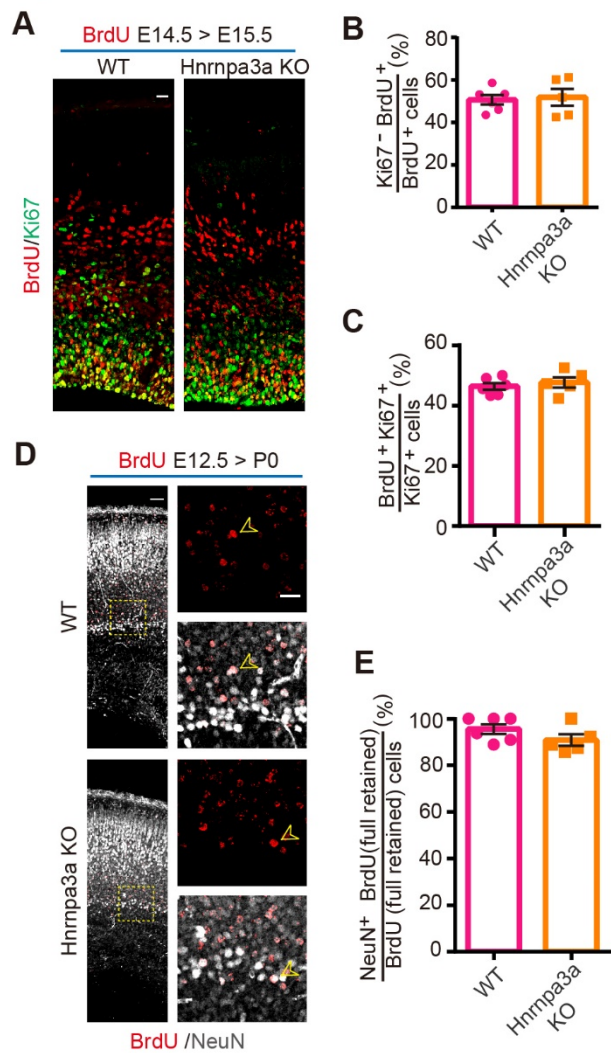 A
BrdU E14.5 > E15.5
WT Hnrnpa3a KO
BrdU/Ki67
B
Ki67⁻ BrdU⁺ (%)
BrdU⁺ cells
80
60
40
20
0
WT
Hnrnpa3a
KO
C
BrdU⁺ Ki67⁺ (%)
Ki67⁺ cells
60
40
20
0
WT
Hnrnpa3a
KO
D
BrdU E12.5 > P0
WT
Hnrnpa3a KO
BrdU /NeuN
E
NeuN⁺ BrdU(full retained) (%)
BrdU (full retained) cells
100
80
60
40
20
0
WT
Hnrnpa3a
KO